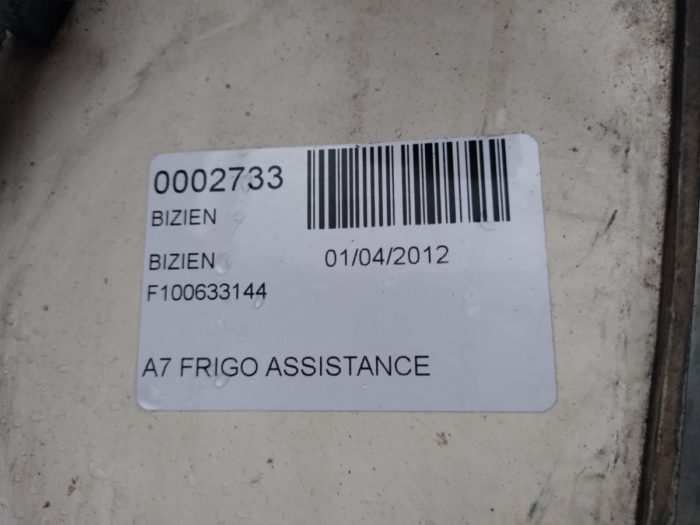 0002733
BIZIEN
BIZIEN 01/04/2012
F100633144
A7 FRIGO ASSISTANCE